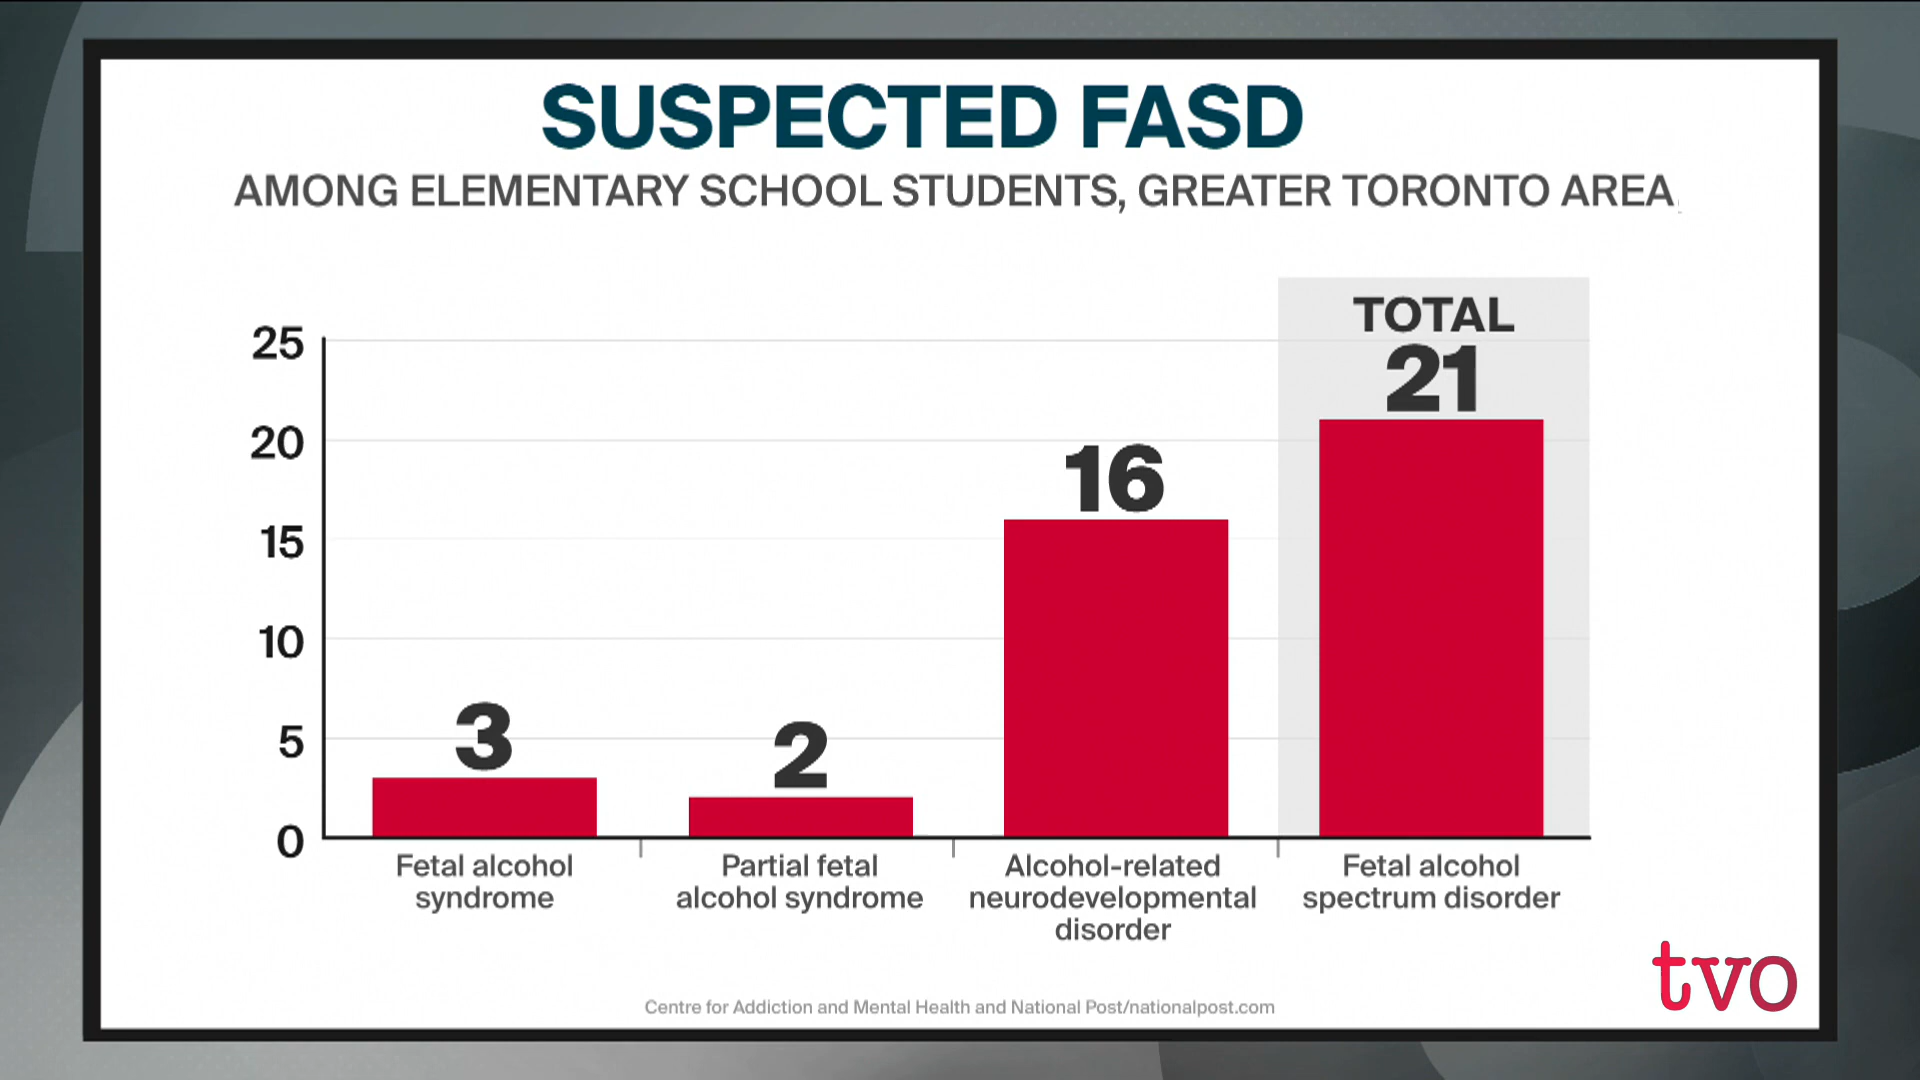 SUSPECTED FASD
AMONG ELEMENTARY SCHOOL STUDENTS, GREATER TORONTO AREA
TOTAL
25
21
20
16
15
10
3
2
5
0
Fetal alcohol
syndrome
Partial fetal
alcohol syndrome
Alcohol-related
neurodevelopmental
disorder
Fetal alcohol
spectrum disorder
tvo
Centre for Addiction and Mental Health and National Post/nationalpost.com